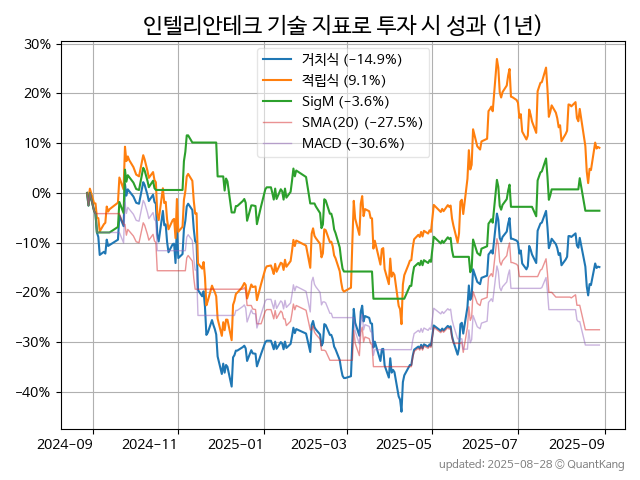 인텔리안테크 기술 지표로 투자 시 성과 (1년)
30%
20%
10%
0%
−10%
−20%
−30%
−40%
거치식 (−14.9%)
적립식 (9.1%)
SigM (−3.6%)
SMA(20) (−27.5%)
MACD (−30.6%)
2024-09
2024-11
2025-01
2025-03
2025-05
2025-07
2025-09
updated: 2025-08-28 © QuantKang